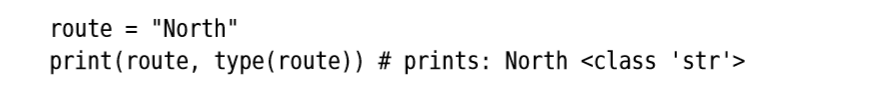 route = "North"
print(route, type(route)) # prints: North <class 'str'>